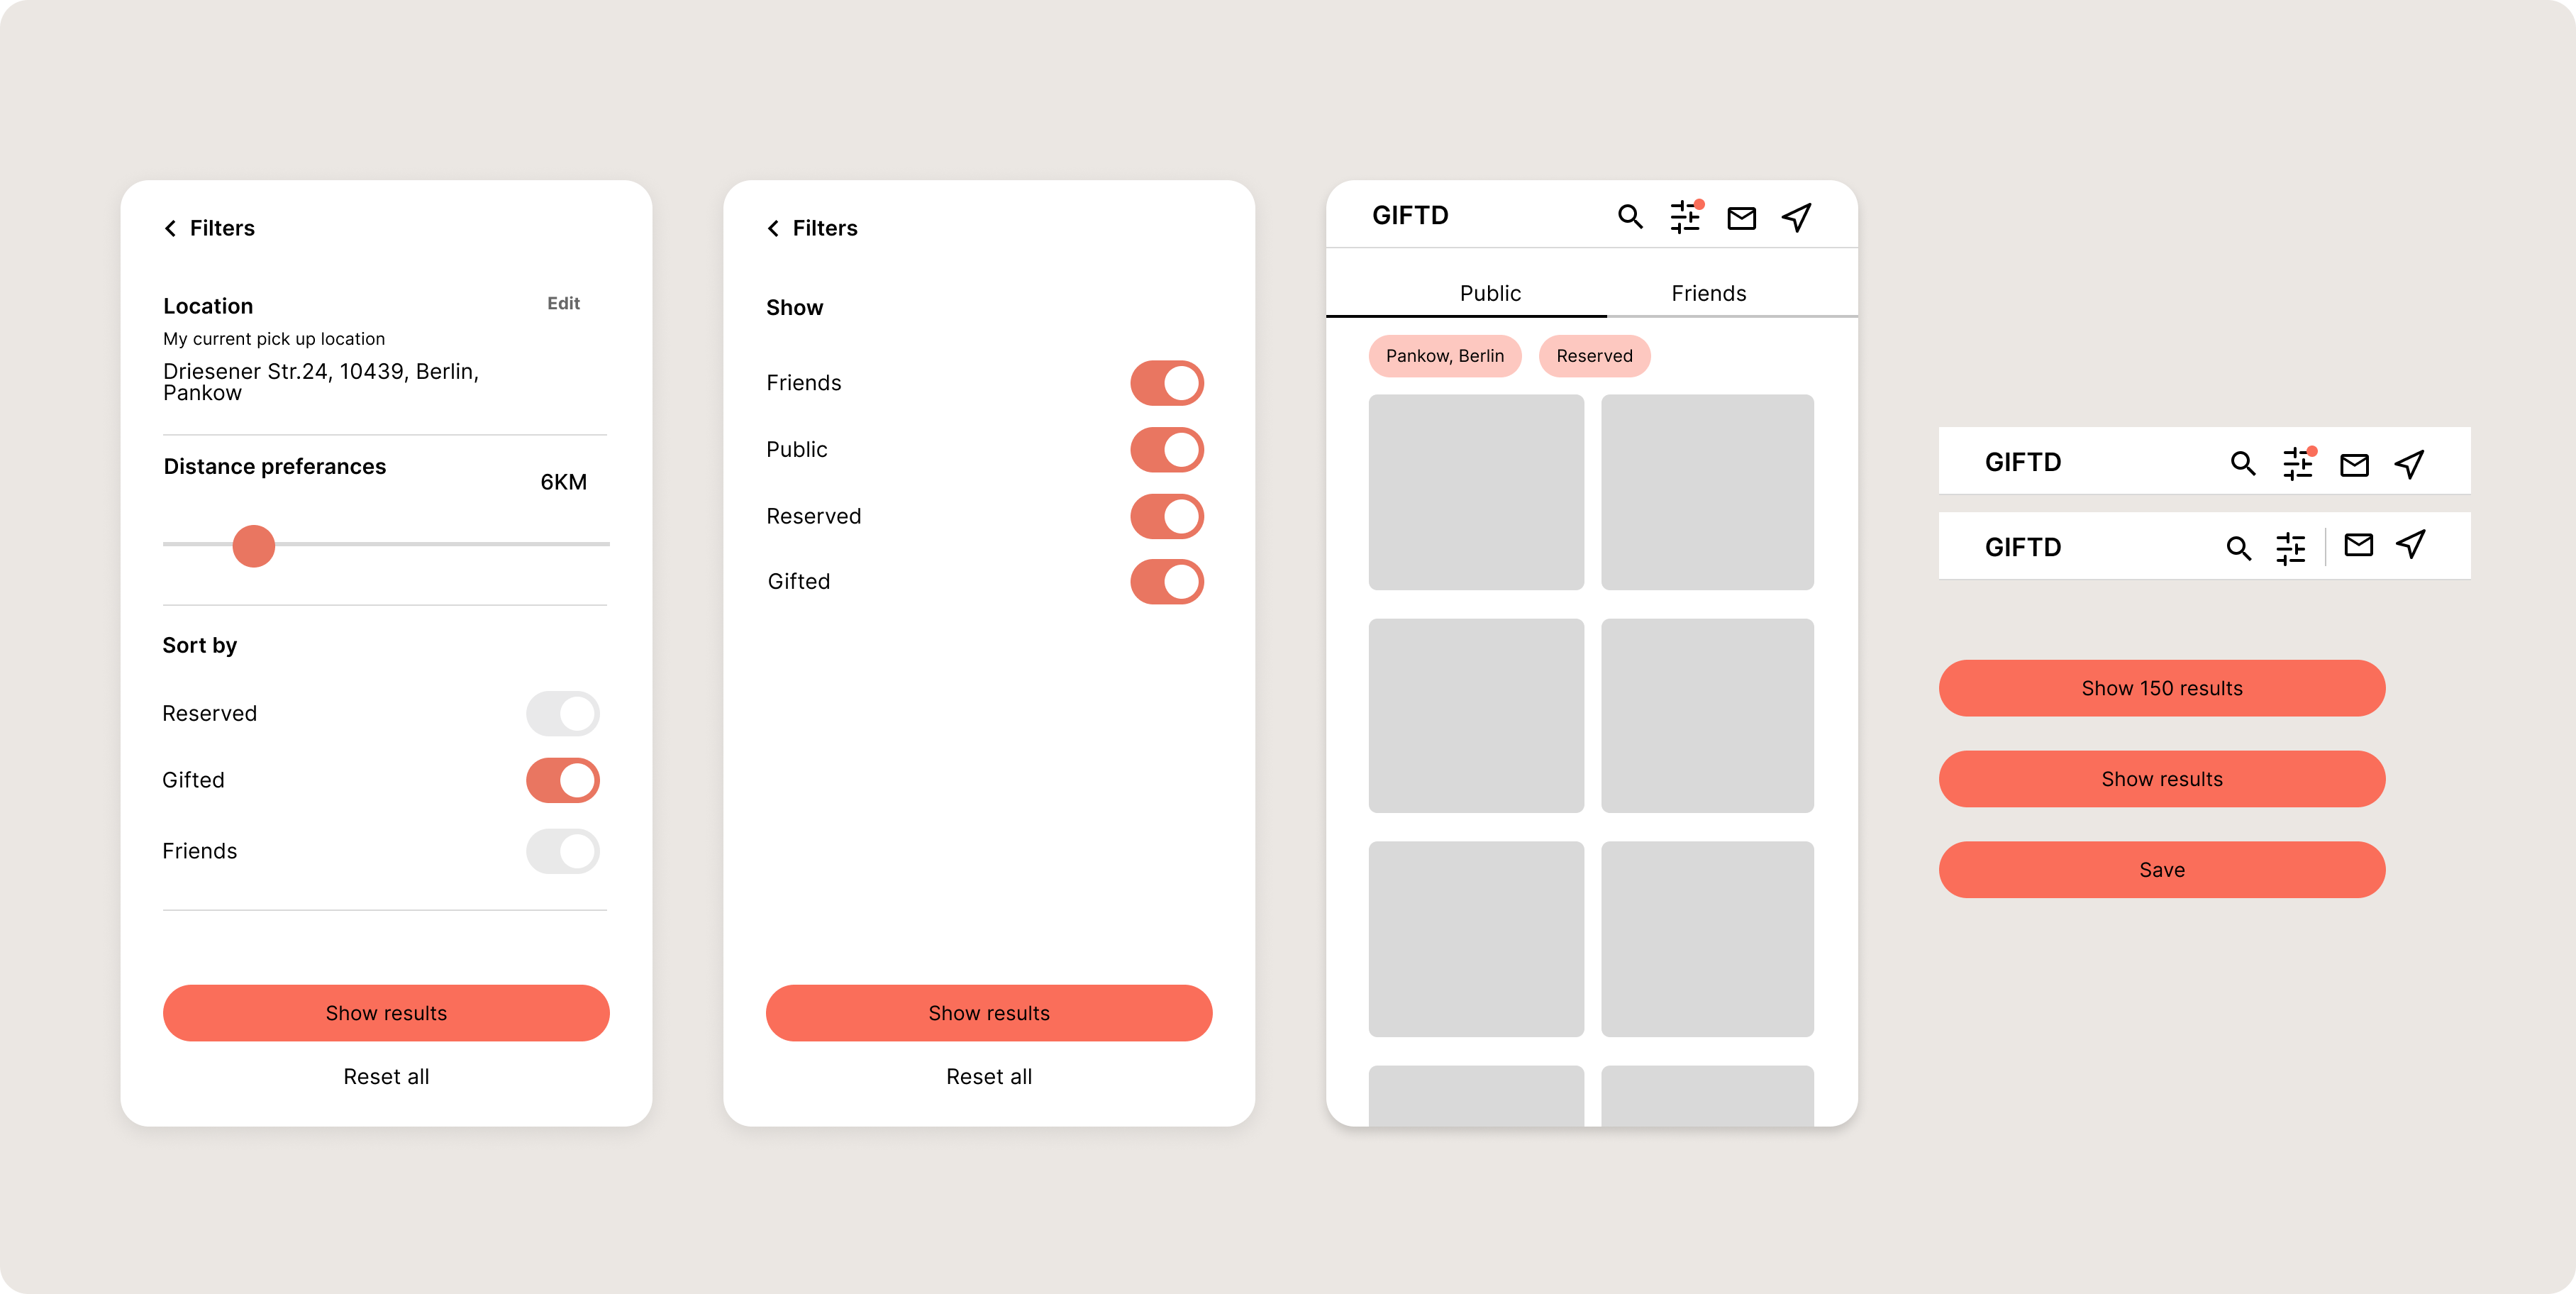 Filters
Location
Edit
My current pick up location
Driesener Str.24, 10439, Berlin,
Pankow
Distance preferances
6KM
Sort by
Reserved
Gifted
Friends
Show results
Reset all
Filters
Show
Friends
Public
Reserved
Gifted
Show results
Reset all
GIFTD
Public
Friends
Pankow, Berlin
Reserved
GIFTD
GIFTD
Show 150 results
Show results
Save